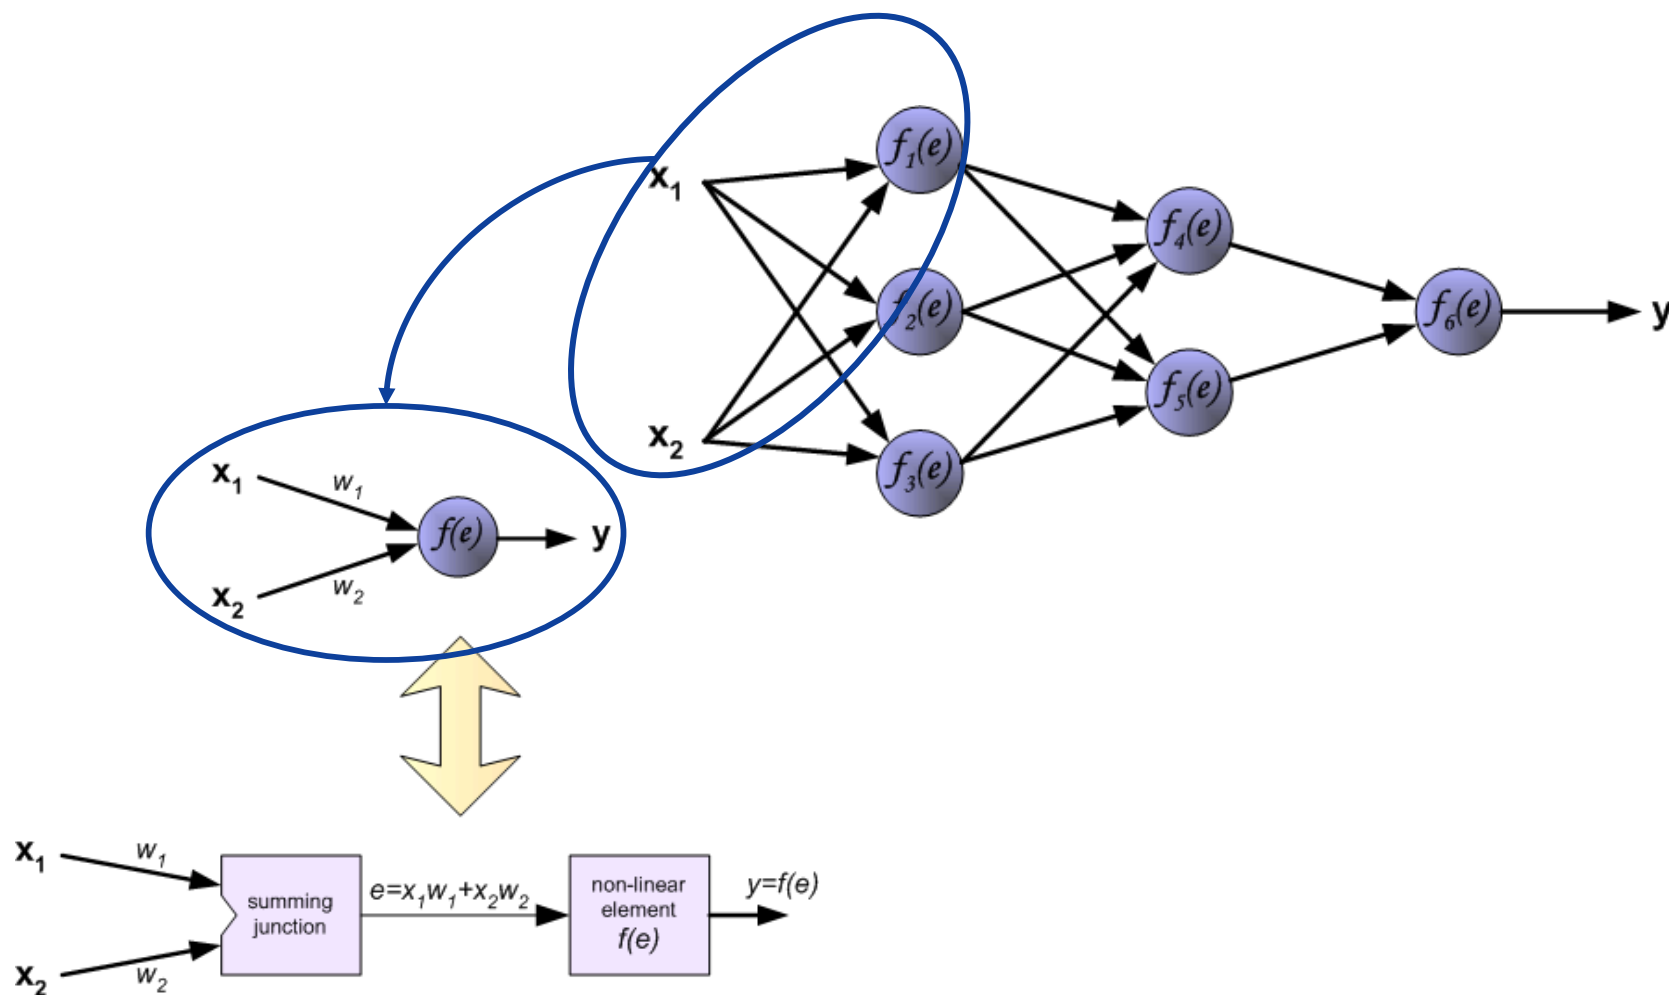 f₁(e)
x₁
f₄(e)
f₂(e)
f₆(e)
y
f₅(e)
x₂
f₃(e)
x₁
w₁
f(e)
y
w₂
x₂
x₁
w₁
summing
junction
e=x₁w₁+x₂w₂
non-linear
element
f(e)
y=f(e)
x₂
w₂